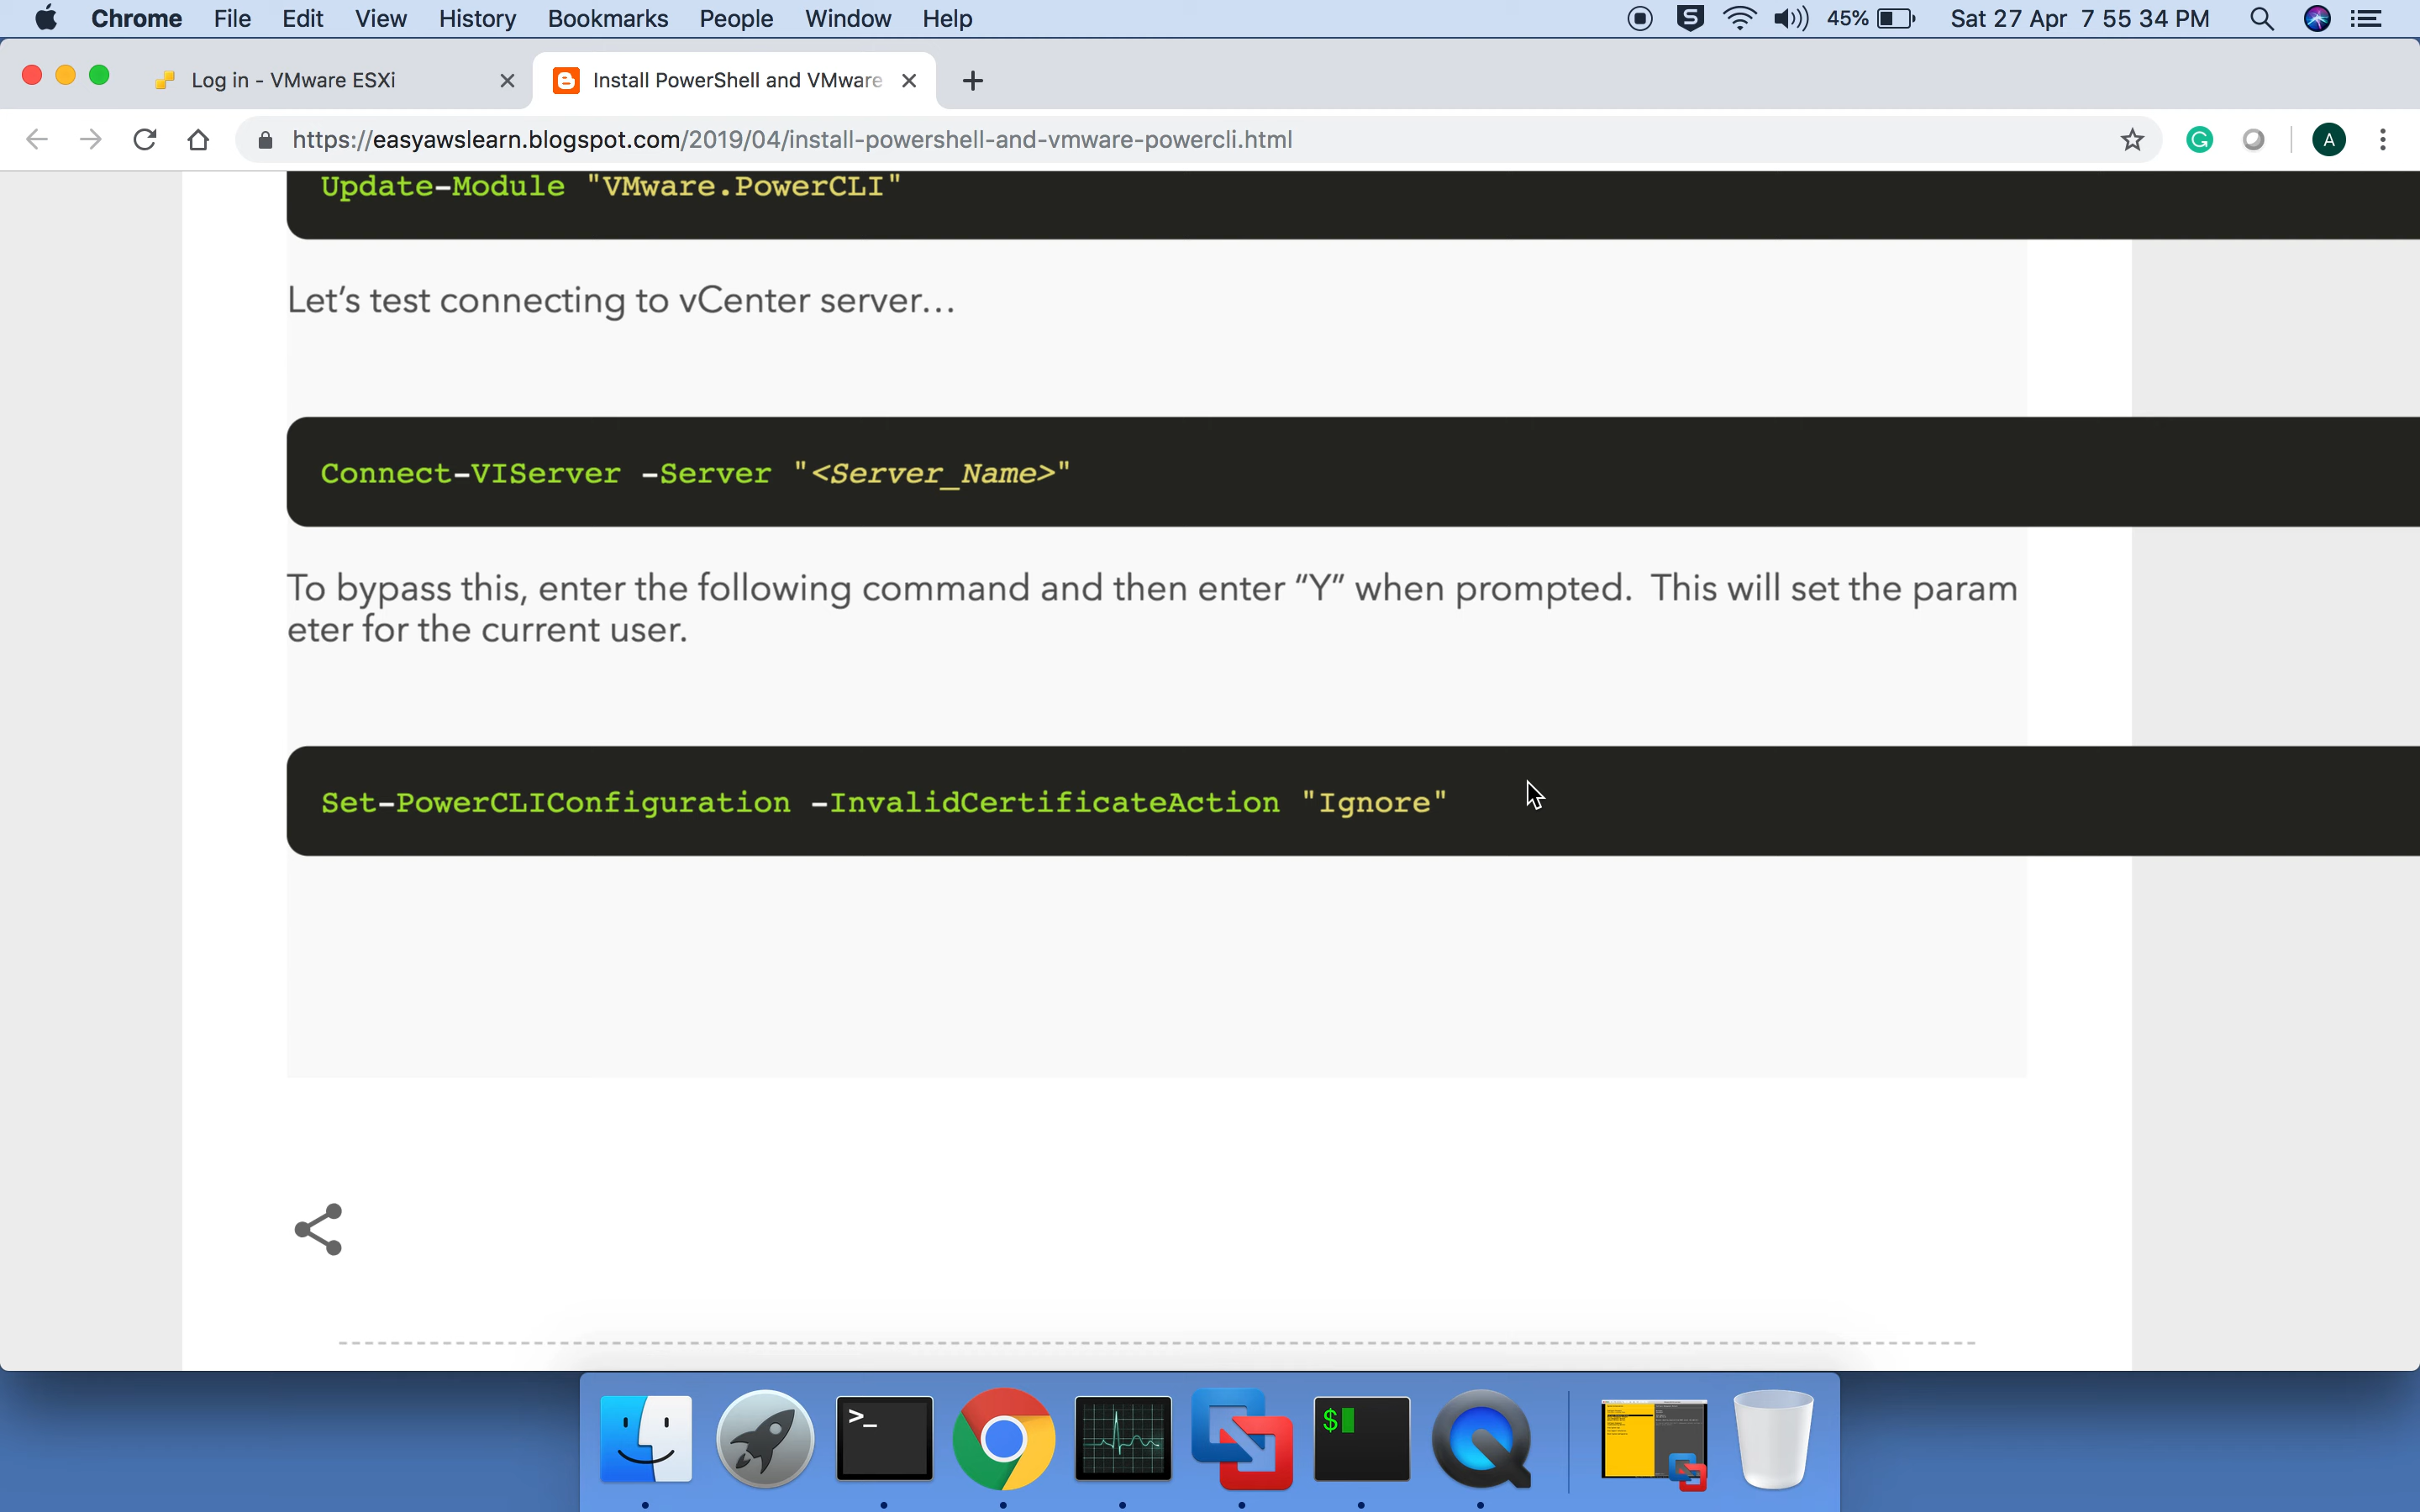 Chrome File Edit View History Bookmarks People Window Help 45% Sat 27 Apr 7 55 34 PM
Log in - VMware ESXi
Install PowerShell and VMware
https://easyawslearn.blogspot.com/2019/04/install-powershell-and-vmware-powercli.html
A
Update-Module "VMware.PowerCLI"
Let’s test connecting to vCenter server…
Connect-VIServer -Server "<Server_Name>"
To bypass this, enter the following command and then enter “Y” when prompted. This will set the param
eter for the current user.
Set-PowerCLIConfiguration -InvalidCertificateAction "Ignore"
>_
$